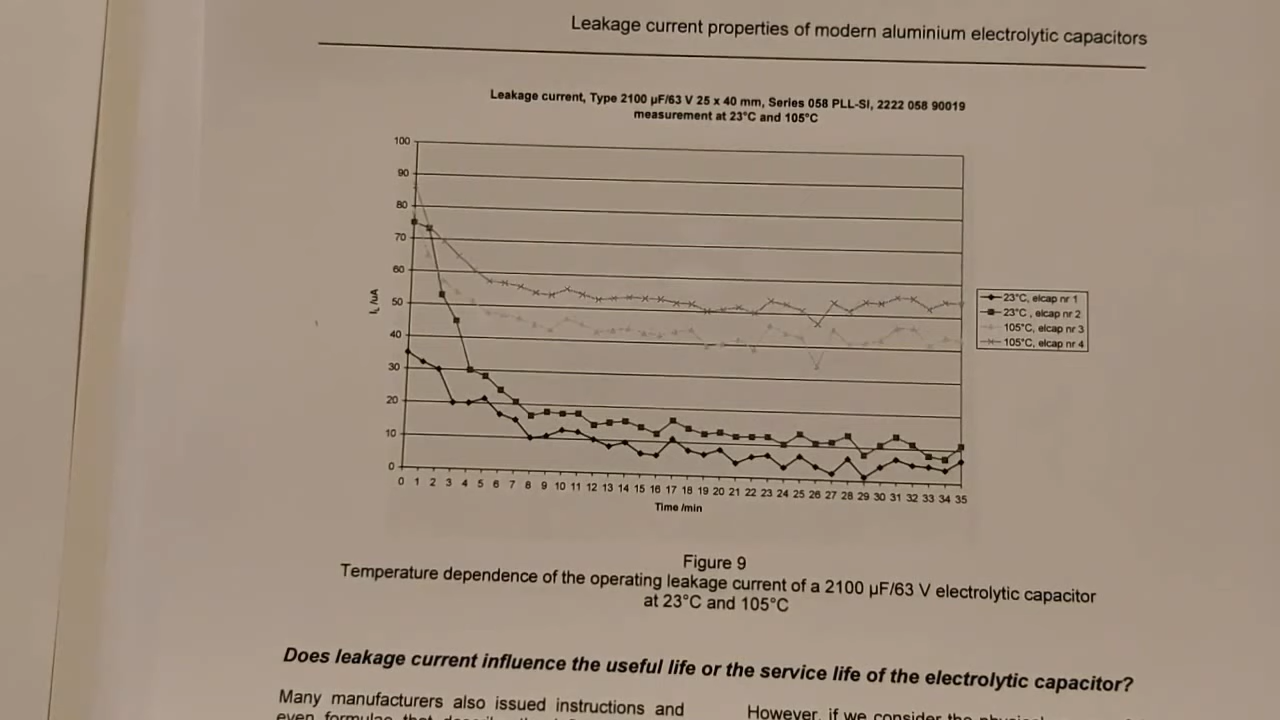 Leakage current properties of modern aluminium electrolytic capacitors
Leakage current, Type 2100 µF/63 V 25 x 40 mm, Series 058 PLL-SI, 2222 058 90019
measurement at 23°C and 105°C
100
90
80
70
60
50
40
30
20
10
0
IL /uA
0 1 2 3 4 5 6 7 8 9 10 11 12 13 14 15 16 17 18 19 20 21 22 23 24 25 26 27 28 29 30 31 32 33 34 35
Time /min
23°C, elcap nr 1
23°C , elcap nr 2
105°C, elcap nr 3
105°C, elcap nr 4
Figure 9
Temperature dependence of the operating leakage current of a 2100 µF/63 V electrolytic capacitor
at 23°C and 105°C
Does leakage current influence the useful life or the service life of the electrolytic capacitor?
Many manufacturers also issued instructions and
even formulae that
However, if we consider the